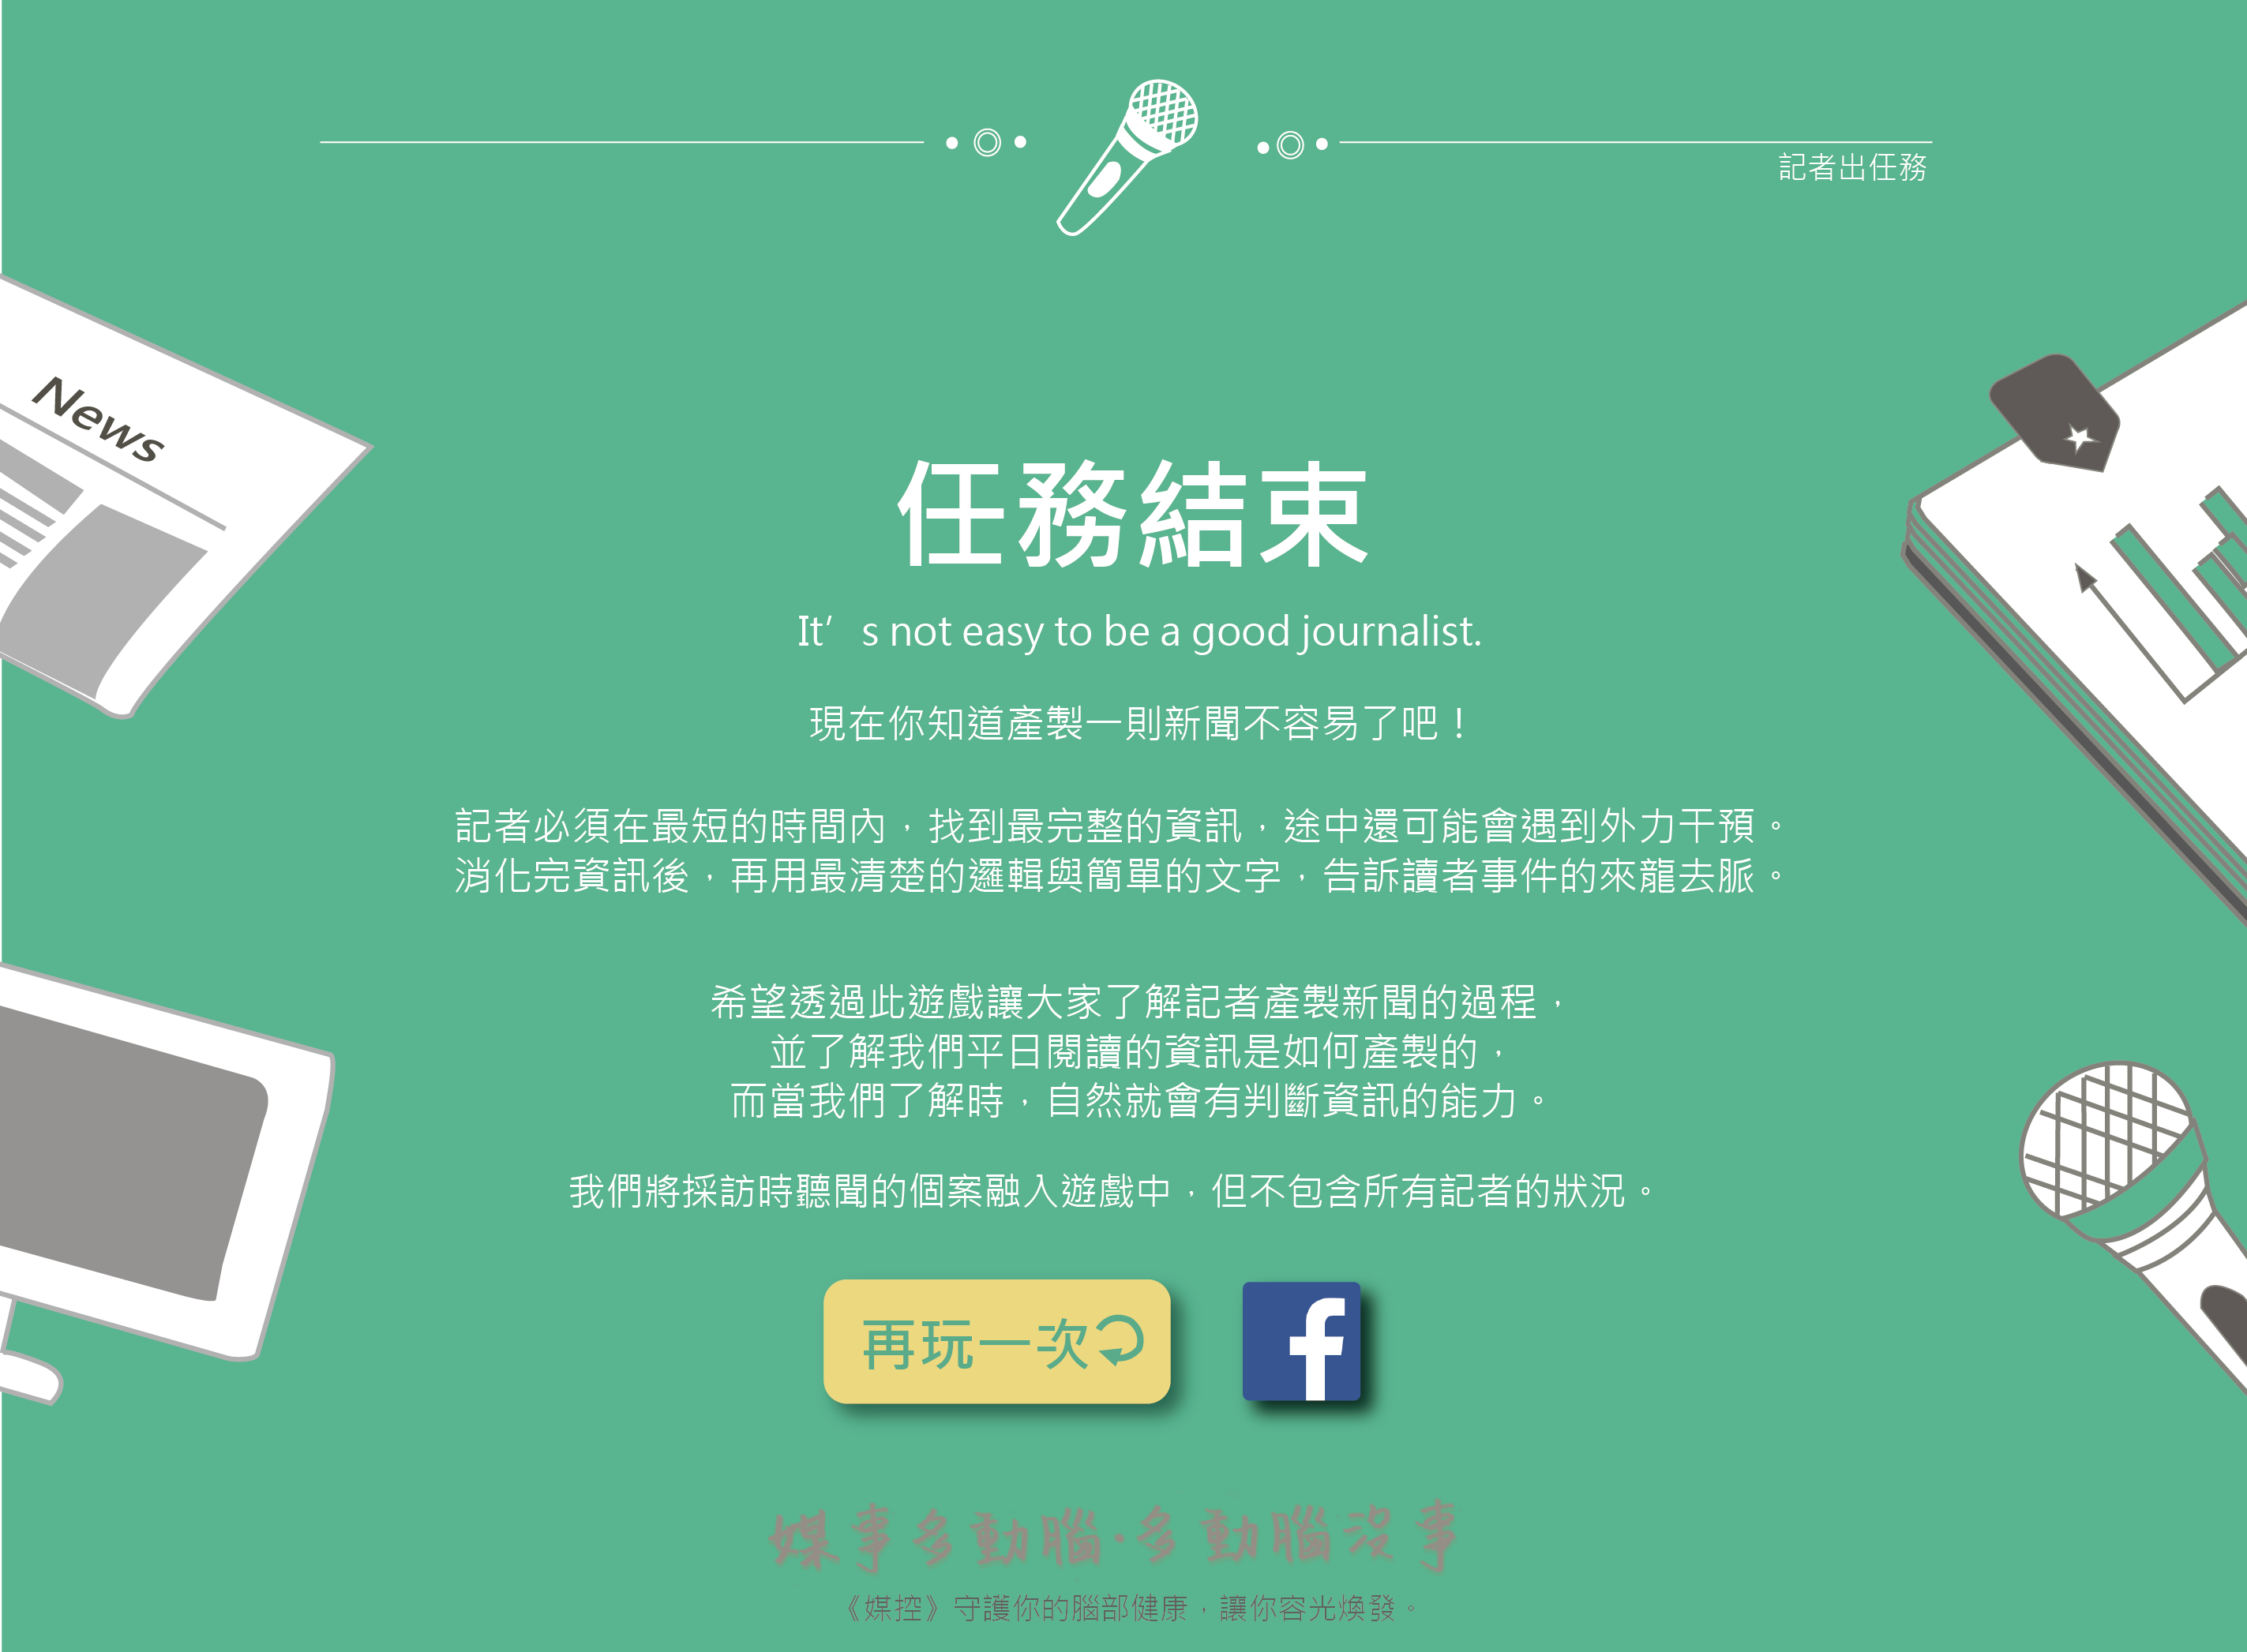 記者出任務
News
任務結束
It's not easy to be a good journalist.
現在你知道產製一則新聞不容易了吧！
記者必須在最短的時間內，找到最完整的資訊，途中還可能會遇到外力干預。
消化完資訊後，再用最清楚的邏輯與簡單的文字，告訴讀者事件的來龍去脈。
希望透過此遊戲讓大家了解記者產製新聞的過程，
並了解我們平日閱讀的資訊是如何產製的，
而當我們了解時，自然就會有判斷資訊的能力。
我們將採訪時聽聞的個案融入遊戲中，但不包含所有記者的狀況。
再玩一次
f
媒事多動腦·多動腦沒事
《媒控》守護你的腦部健康，讓你容光煥發。